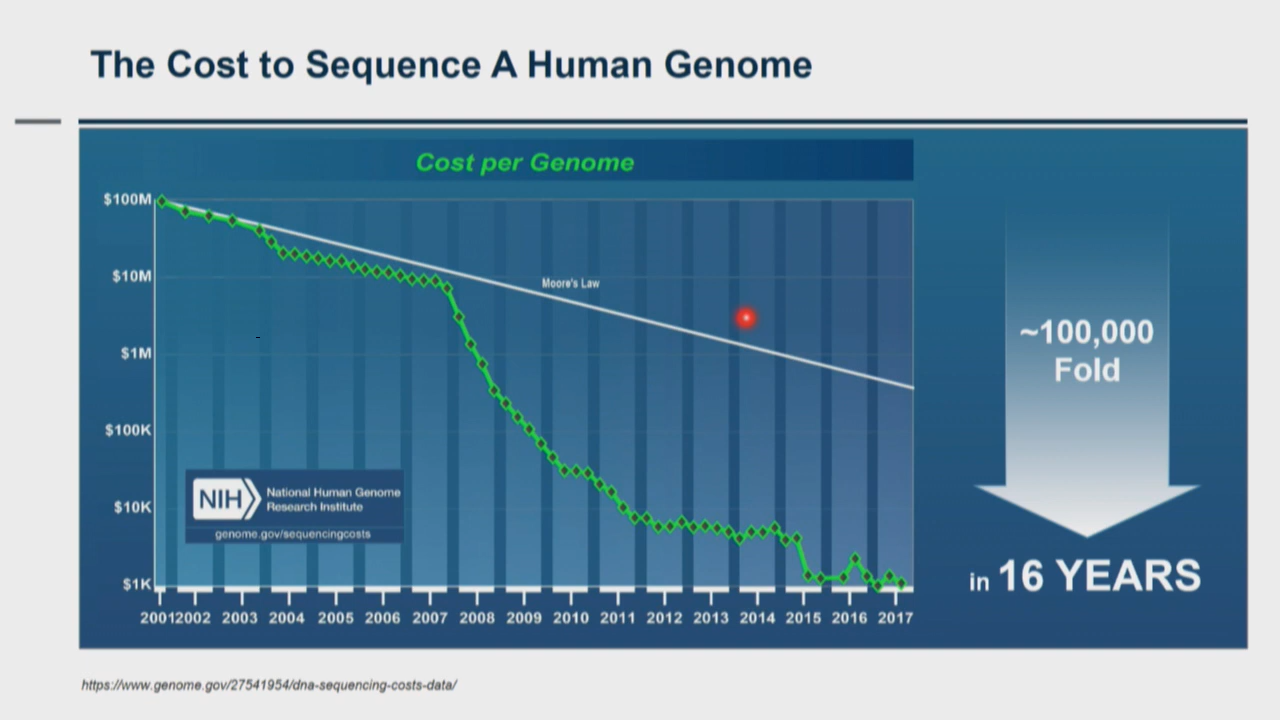 The Cost to Sequence A Human Genome
Cost per Genome
$100M
$10M
$1M
$100K
$10K
$1K
Moore's Law
NIH
National Human Genome
Research Institute
genome.gov/sequencingcosts
2001 2002 2003 2004 2005 2006 2007 2008 2009 2010 2011 2012 2013 2014 2015 2016 2017
~100,000
Fold
in 16 YEARS
https://www.genome.gov/27541954/dna-sequencing-costs-data/